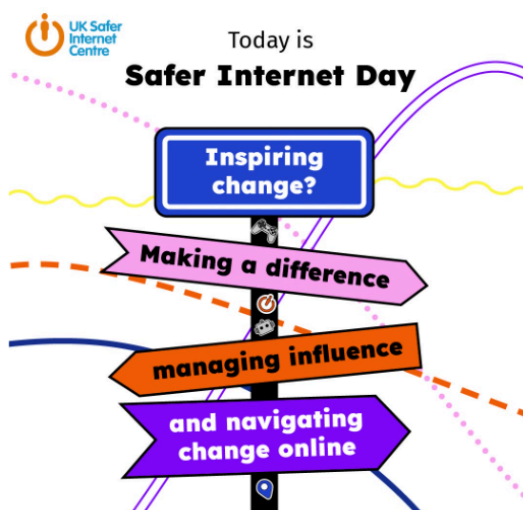 UK Safer
Internet
Centre
Today is
Safer Internet Day
Inspiring
change?
Making a difference
managing influence
and navigating
change online